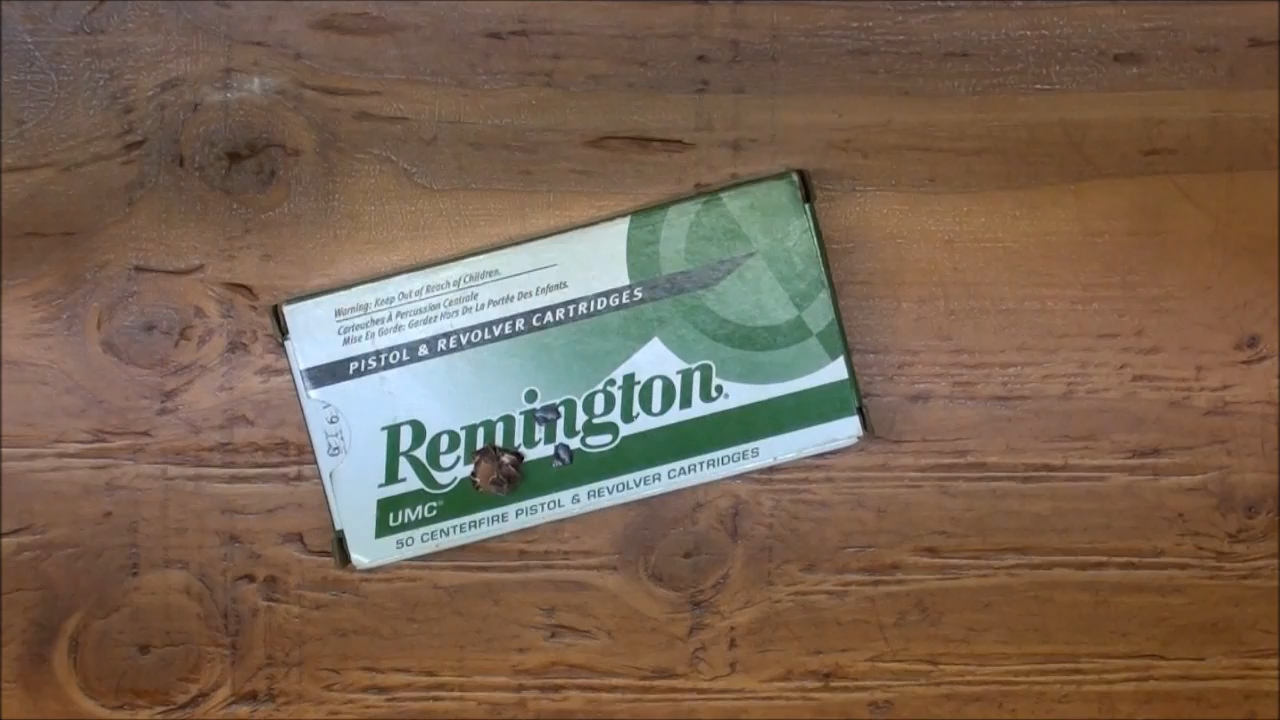 Warning: Keep Out of Reach of Children.
Cartouches À Percussion Centrale
Mise En Garde: Gardez Hors De La Portée Des Enfants.
PISTOL & REVOLVER CARTRIDGES
Remington.
UMC®
50 CENTERFIRE PISTOL & REVOLVER CARTRIDGES